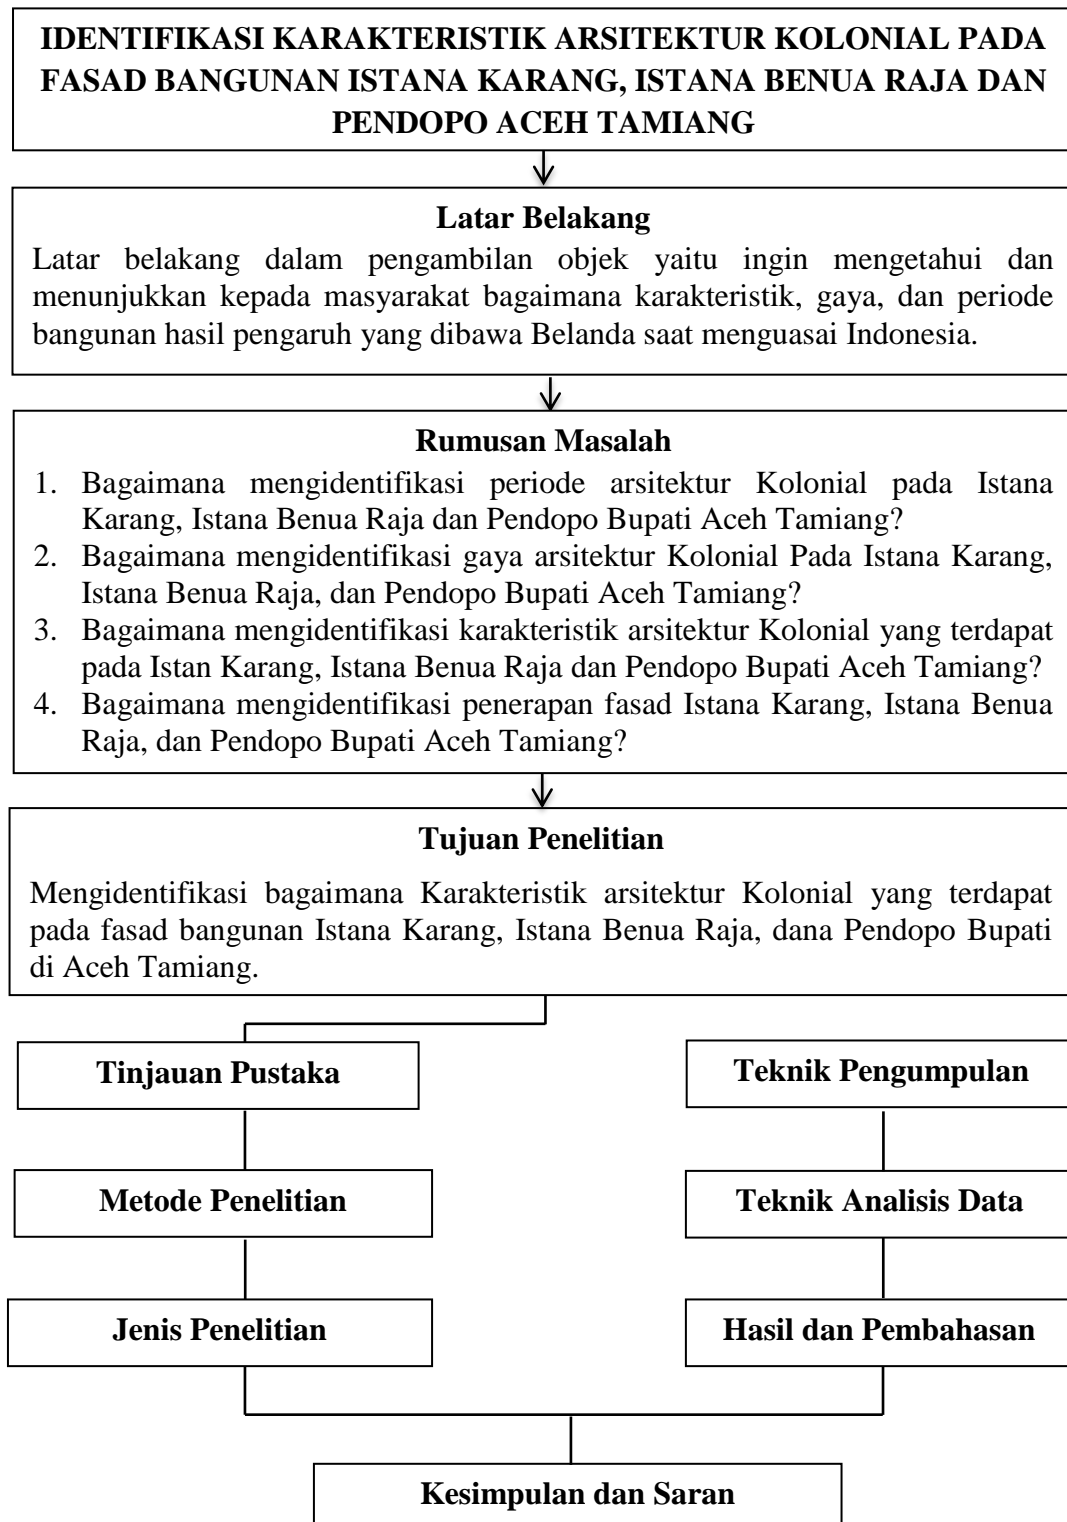 IDENTIFIKASI KARAKTERISTIK ARSITEKTUR KOLONIAL PADA
FASAD BANGUNAN ISTANA KARANG, ISTANA BENUA RAJA DAN
PENDOPO ACEH TAMIANG
Latar Belakang
Latar belakang dalam pengambilan objek yaitu ingin mengetahui dan
menunjukkan kepada masyarakat bagaimana karakteristik, gaya, dan periode
bangunan hasil pengaruh yang dibawa Belanda saat menguasai Indonesia.
Rumusan Masalah
1. Bagaimana mengidentifikasi periode arsitektur Kolonial pada Istana
Karang, Istana Benua Raja dan Pendopo Bupati Aceh Tamiang?
2. Bagaimana mengidentifikasi gaya arsitektur Kolonial Pada Istana Karang,
Istana Benua Raja, dan Pendopo Bupati Aceh Tamiang?
3. Bagaimana mengidentifikasi karakteristik arsitektur Kolonial yang terdapat
pada Istan Karang, Istana Benua Raja dan Pendopo Bupati Aceh Tamiang?
4. Bagaimana mengidentifikasi penerapan fasad Istana Karang, Istana Benua
Raja, dan Pendopo Bupati Aceh Tamiang?
Tujuan Penelitian
Mengidentifikasi bagaimana Karakteristik arsitektur Kolonial yang terdapat
pada fasad bangunan Istana Karang, Istana Benua Raja, dana Pendopo Bupati
di Aceh Tamiang.
Tinjauan Pustaka
Teknik Pengumpulan
Metode Penelitian
Teknik Analisis Data
Jenis Penelitian
Hasil dan Pembahasan
Kesimpulan dan Saran